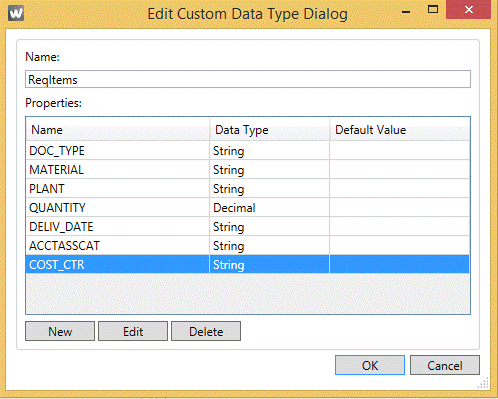 Edit Custom Data Type Dialog
Name:
ReqItems
Properties:
Name Data Type Default Value
DOC_TYPE String
MATERIAL String
PLANT String
QUANTITY Decimal
DELIV_DATE String
ACCTASSCAT String
COST_CTR String
New Edit Delete
OK Cancel